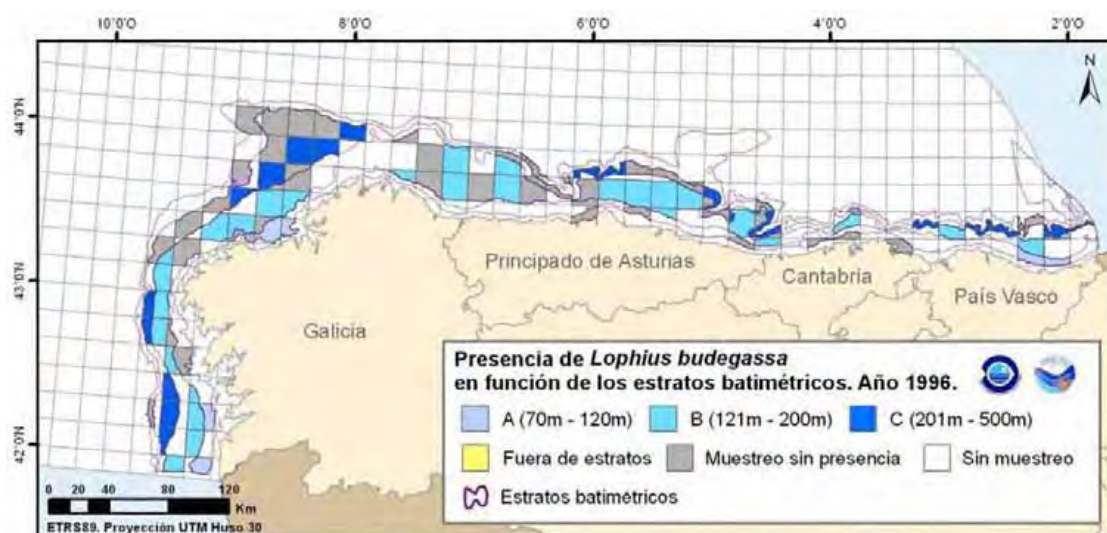 10°0'O 8°0'O 6°0'O 4°0'O 2°0'O
N
44°0'N
43°0'N
42°0'N
Principado de Asturias
Cantabria
País Vasco
Galicia
Presencia de Lophius budegassa
en función de los estratos batimétricos. Año 1996.
A (70m - 120m) B (121m - 200m) C (201m - 500m)
Fuera de estratos Muestreo sin presencia Sin muestreo
Estratos batimétricos
0 20 40 80 120
Km
ETRS89. Proyección UTM Huso 30